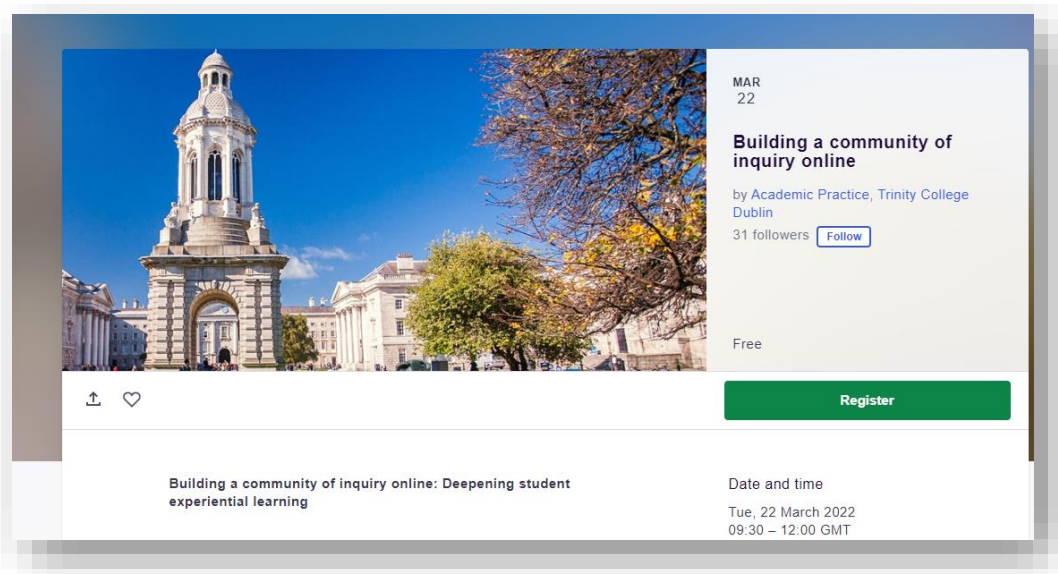 MAR
22
Building a community of
inquiry online
by Academic Practice, Trinity College
Dublin
31 followers Follow
Free
Register
Building a community of inquiry online: Deepening student
experiential learning
Date and time
Tue, 22 March 2022
09:30 – 12:00 GMT